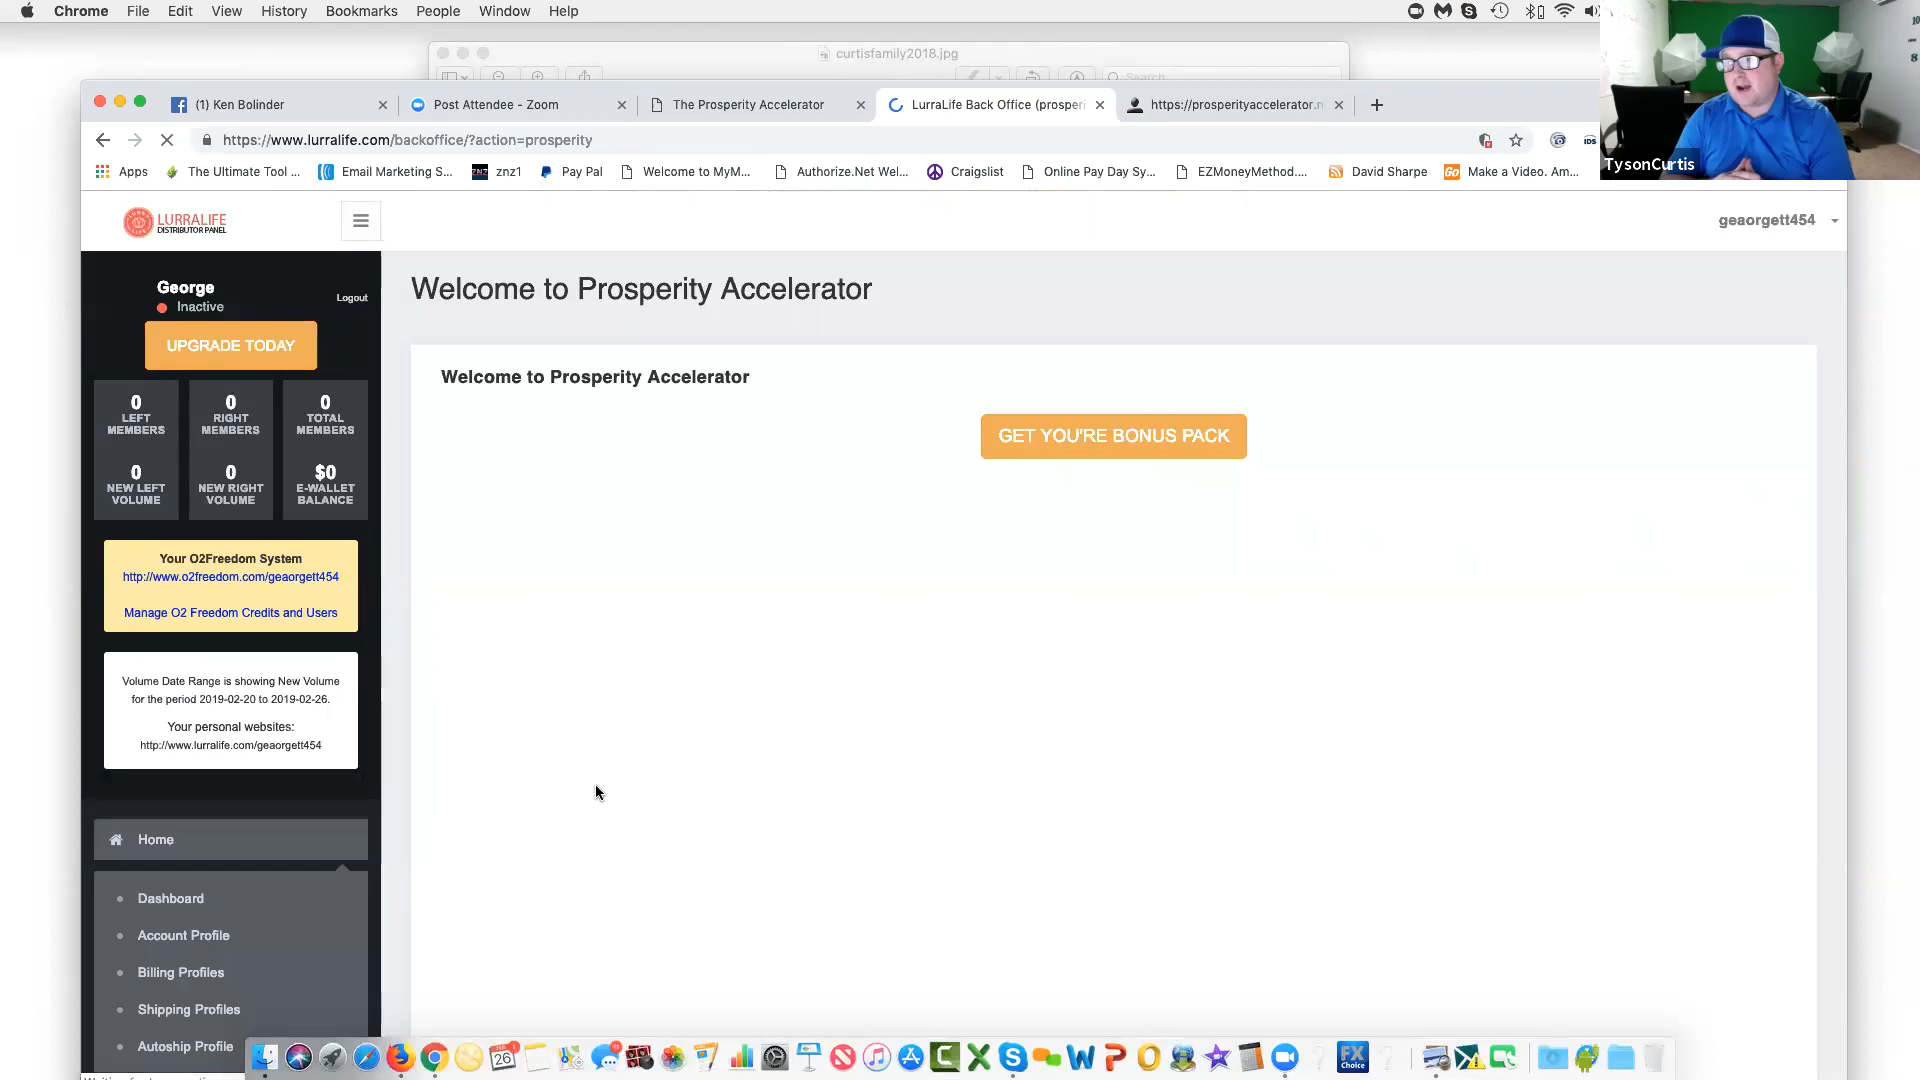 Chrome File Edit View History Bookmarks People Window Help
curtisfamily2018.jpg
Search
(1) Ken Bolinder
Post Attendee - Zoom
The Prosperity Accelerator
LurraLife Back Office (prosperi
https://prosperityaccelerator.n
https://www.lurralife.com/backoffice/?action=prosperity
Apps
The Ultimate Tool ...
Email Marketing S...
znz1
Pay Pal
Welcome to MyM...
Authorize.Net Wel...
Craigslist
Online Pay Day Sy...
EZMoneyMethod....
David Sharpe
Make a Video. Am...
TysonCurtis
LURRALIFE
DISTRIBUTOR PANEL
geaorgett454
George
Inactive
Logout
UPGRADE TODAY
0 LEFT MEMBERS
0 RIGHT MEMBERS
0 TOTAL MEMBERS
0 NEW LEFT VOLUME
0 NEW RIGHT VOLUME
$0 E-WALLET BALANCE
Your O2Freedom System
http://www.o2freedom.com/geaorgett454
Manage O2 Freedom Credits and Users
Volume Date Range is showing New Volume
for the period 2019-02-20 to 2019-02-26.
Your personal websites:
http://www.lurralife.com/geaorgett454
Home
Dashboard
Account Profile
Billing Profiles
Shipping Profiles
Autoship Profile
Welcome to Prosperity Accelerator
Welcome to Prosperity Accelerator
GET YOU'RE BONUS PACK
26
FX
Choice